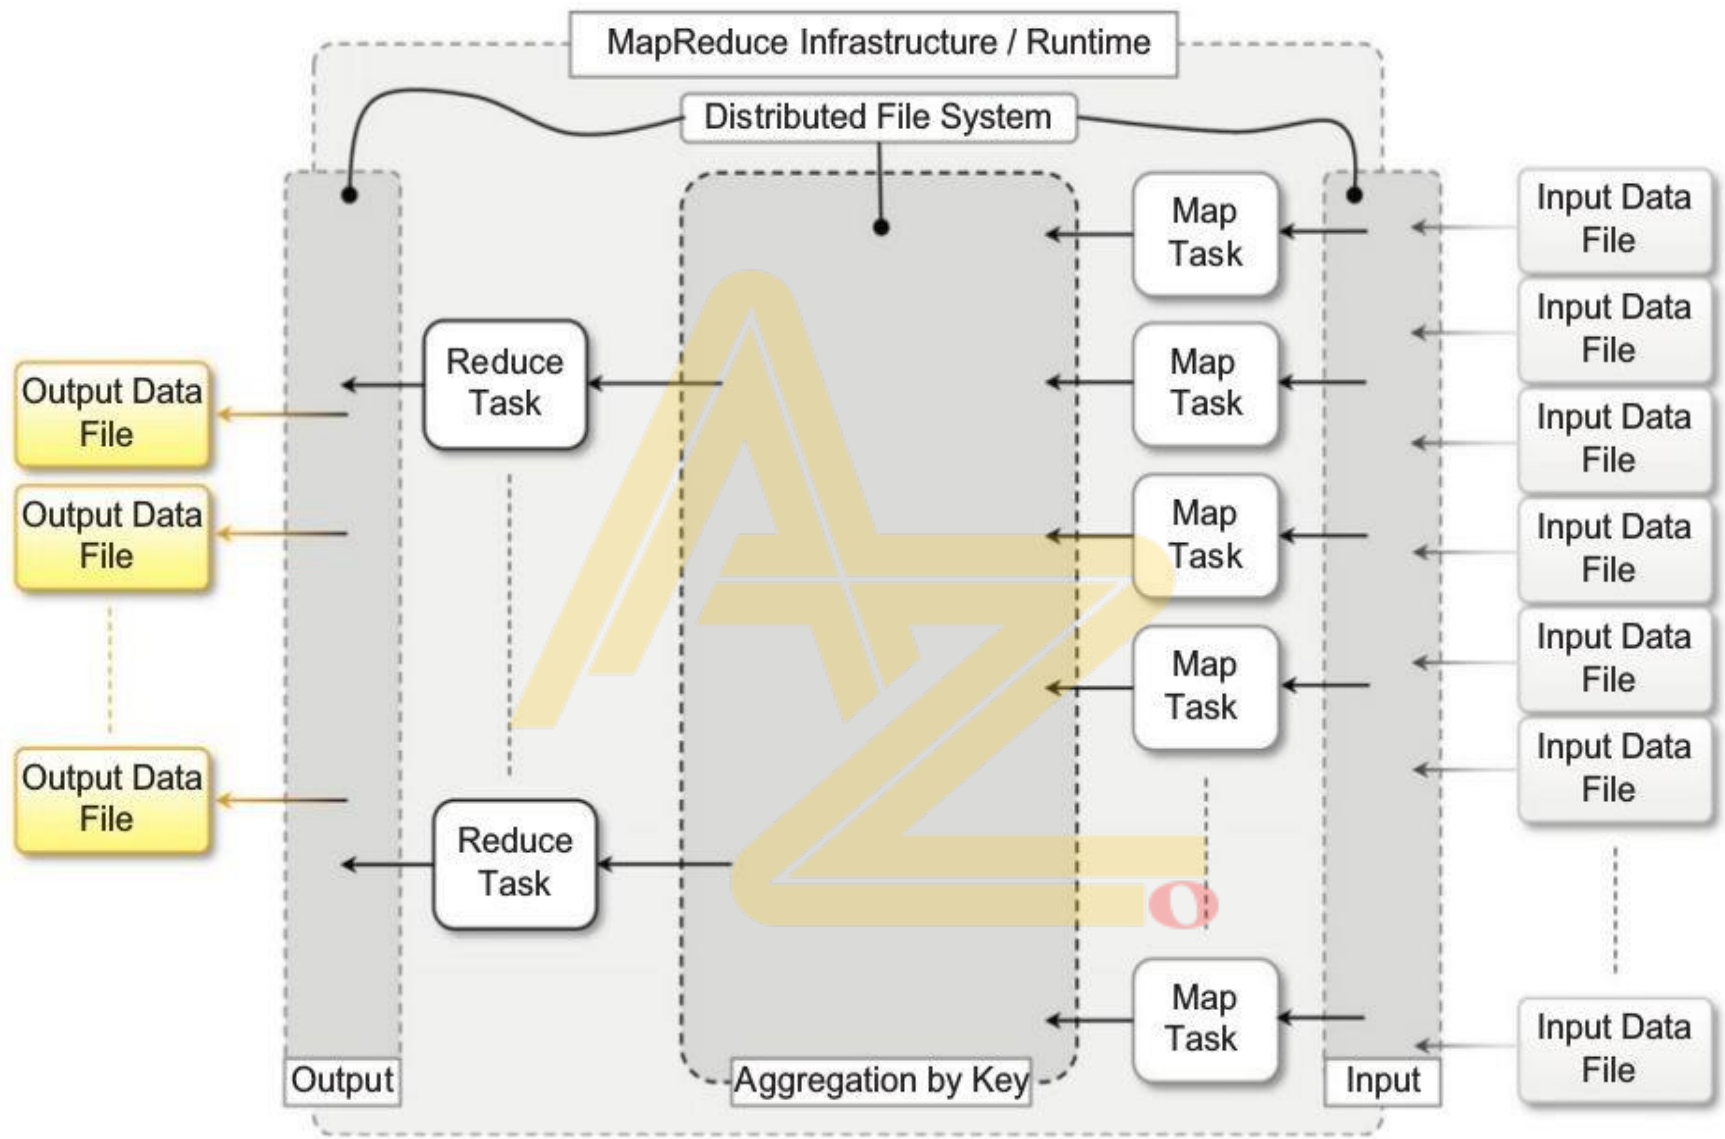 MapReduce Infrastructure / Runtime
Distributed File System
Output Data
File
Output Data
File
Output Data
File
Output
Reduce
Task
Reduce
Task
Aggregation by Key
Map
Task
Map
Task
Map
Task
Map
Task
Map
Task
Input
Input Data
File
Input Data
File
Input Data
File
Input Data
File
Input Data
File
Input Data
File
Input Data
File
AZO